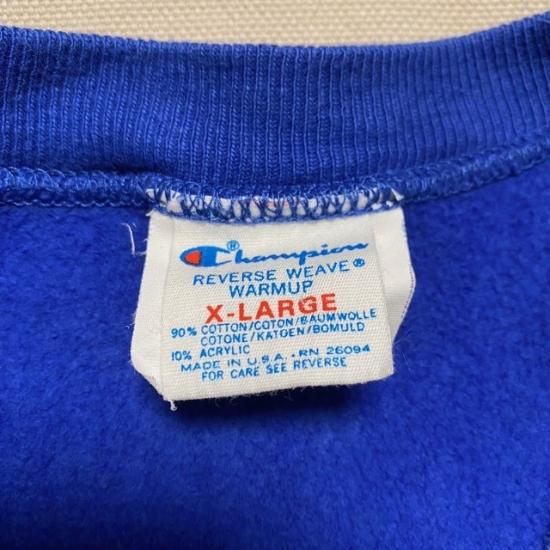 Champion®
REVERSE WEAVE®
WARMUP
X-LARGE
90% COTTON/COTON/BAUMWOLLE
COTONE/KATOEN/BOMULD
10% ACRYLIC
MADE IN U.S.A. • RN 26094
FOR CARE SEE REVERSE